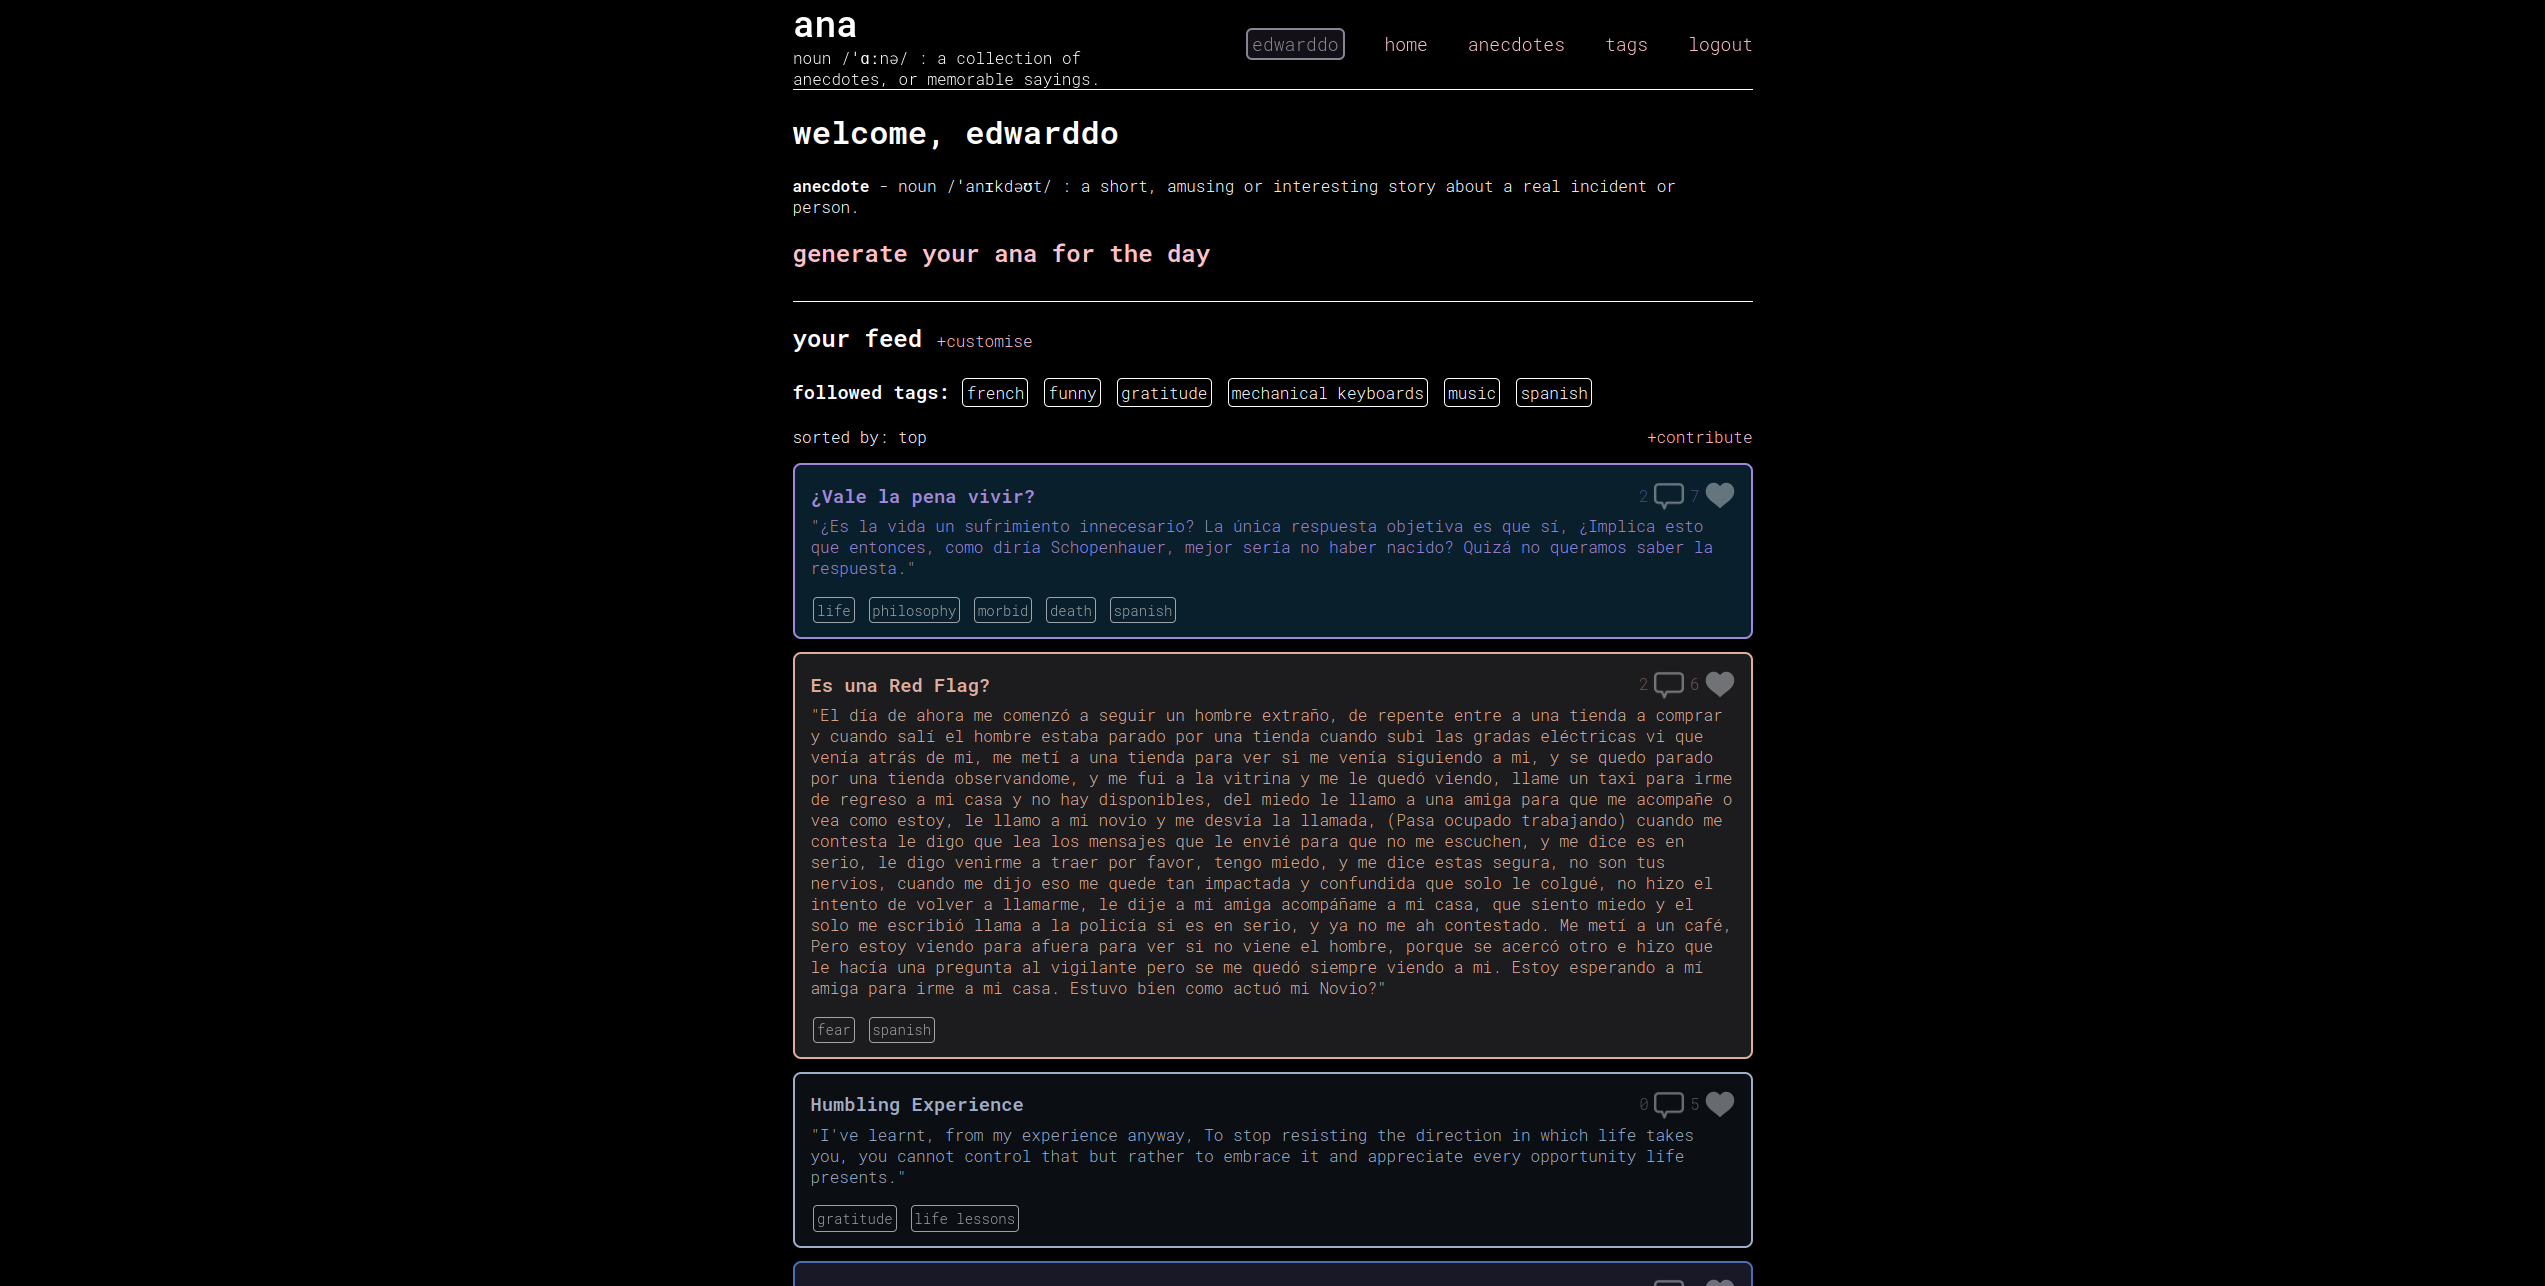 ana
noun /ˈɑːnə/ : a collection of
anecdotes, or memorable sayings.
edwarddo home anecdotes tags logout
welcome, edwarddo
anecdote - noun /ˈanɪkdəʊt/ : a short, amusing or interesting story about a real incident or
person.
generate your ana for the day
your feed +customise
followed tags: french funny gratitude mechanical keyboards music spanish
sorted by: top +contribute
¿Vale la pena vivir? 2 7
"¿Es la vida un sufrimiento innecesario? La única respuesta objetiva es que sí, ¿Implica esto
que entonces, como diría Schopenhauer, mejor sería no haber nacido? Quizá no queramos saber la
respuesta."
life philosophy morbid death spanish
Es una Red Flag? 2 6
"El día de ahora me comenzó a seguir un hombre extraño, de repente entre a una tienda a comprar
y cuando salí el hombre estaba parado por una tienda cuando subi las gradas eléctricas vi que
venía atrás de mi, me metí a una tienda para ver si me venía siguiendo a mi, y se quedo parado
por una tienda observandome, y me fui a la vitrina y me le quedó viendo, llame un taxi para irme
de regreso a mi casa y no hay disponibles, del miedo le llamo a una amiga para que me acompañe o
vea como estoy, le llamo a mi novio y me desvía la llamada, (Pasa ocupado trabajando) cuando me
contesta le digo que lea los mensajes que le envié para que no me escuchen, y me dice es en
serio, le digo venirme a traer por favor, tengo miedo, y me dice estas segura, no son tus
nervios, cuando me dijo eso me quede tan impactada y confundida que solo le colgué, no hizo el
intento de volver a llamarme, le dije a mi amiga acompáñame a mi casa, que siento miedo y el
solo me escribió llama a la policía si es en serio, y ya no me ah contestado. Me metí a un café,
Pero estoy viendo para afuera para ver si no viene el hombre, porque se acercó otro e hizo que
le hacía una pregunta al vigilante pero se me quedó siempre viendo a mi. Estoy esperando a mí
amiga para irme a mi casa. Estuvo bien como actuó mi Novio?"
fear spanish
Humbling Experience 0 5
"I've learnt, from my experience anyway, To stop resisting the direction in which life takes
you, you cannot control that but rather to embrace it and appreciate every opportunity life
presents."
gratitude life lessons